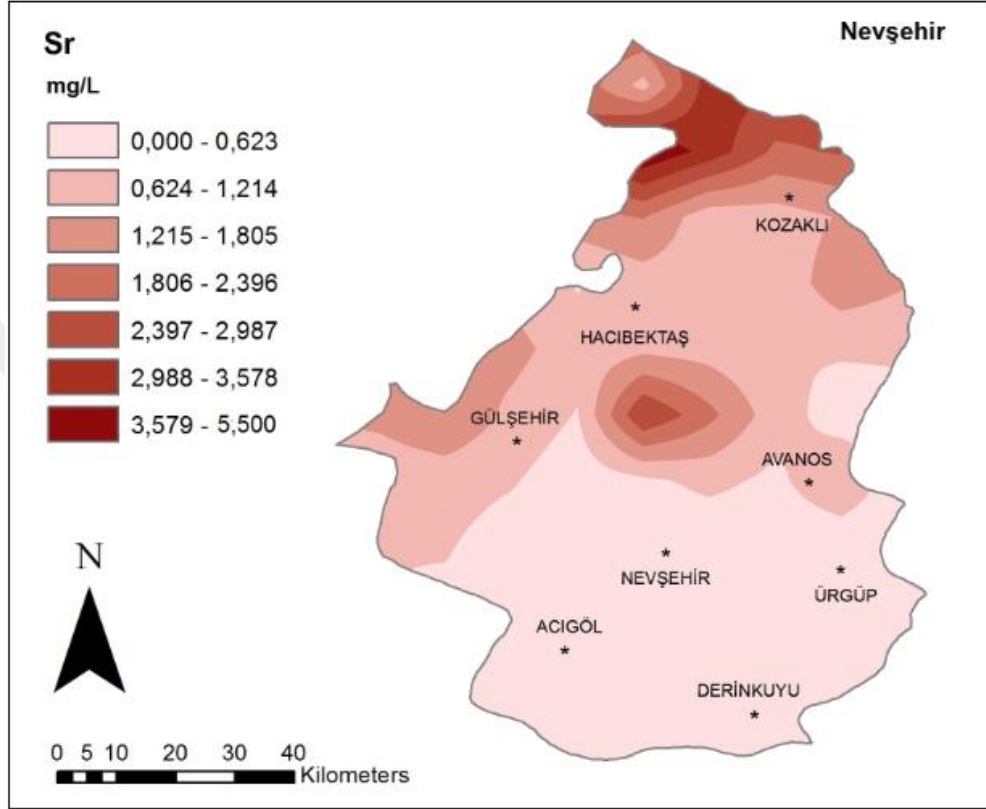 Sr
mg/L
0,000 - 0,623
0,624 - 1,214
1,215 - 1,805
1,806 - 2,396
2,397 - 2,987
2,988 - 3,578
3,579 - 5,500
Nevşehir
* KOZAKLI
* HACIBEKTAŞ
GÜLŞEHİR *
AVANOS *
* NEVŞEHİR
* ÜRGÜP
ACIGÖL *
DERİNKUYU *
N
0 5 10 20 30 40
Kilometers